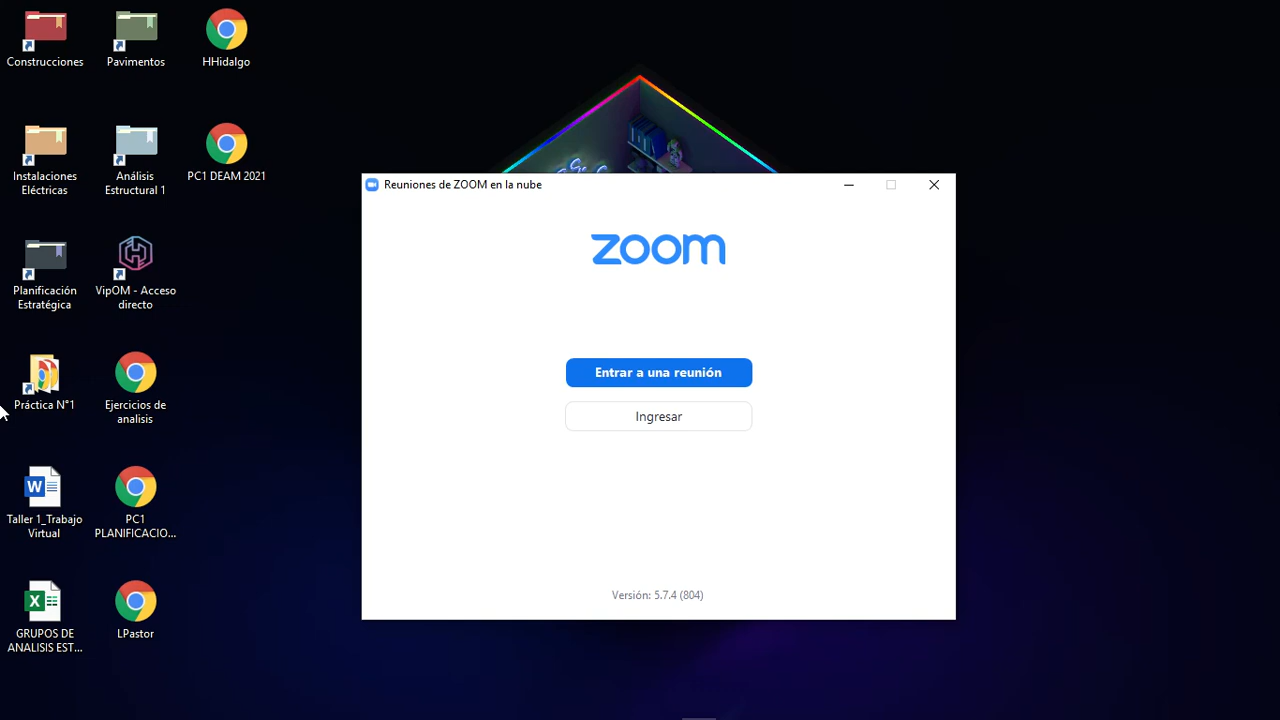 Construcciones
Pavimentos
HHidalgo
Instalaciones
Eléctricas
Análisis
Estructural 1
PC1 DEAM 2021
Planificación
Estratégica
VipOM - Acceso
directo
Práctica N°1
Ejercicios de
analisis
Taller 1_Trabajo
Virtual
PC1
PLANIFICACIO...
GRUPOS DE
ANALISIS EST...
LPastor
Reuniones de ZOOM en la nube
zoom
Entrar a una reunión
Ingresar
Versión: 5.7.4 (804)